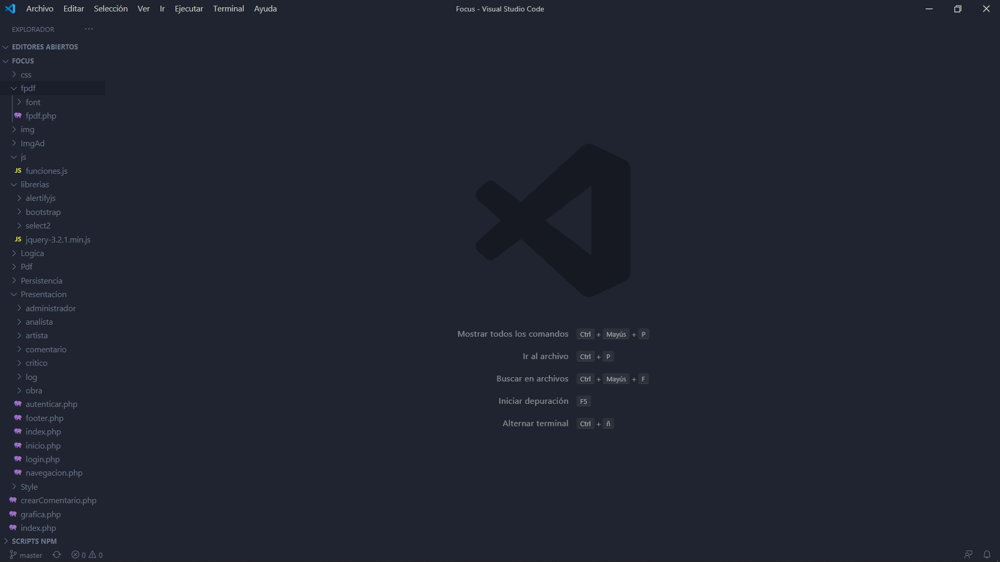 Archivo Editar Selección Ver Ir Ejecutar Terminal Ayuda
Focus - Visual Studio Code
EXPLORADOR
EDITORES ABIERTOS
FOCUS
css
fpdf
font
fpdf.php
img
ImgAd
js
JS funciones.js
librerias
alertifyjs
bootstrap
select2
JS jquery-3.2.1.min.js
Logica
Pdf
Persistencia
Presentacion
administrador
analista
artista
comentario
critico
log
obra
autenticar.php
footer.php
index.php
inicio.php
login.php
navegacion.php
Style
crearComentario.php
grafica.php
index.php
SCRIPTS NPM
master 0 0
Mostrar todos los comandos Ctrl + Mayús + P
Ir al archivo Ctrl + P
Buscar en archivos Ctrl + Mayús + F
Iniciar depuración F5
Alternar terminal Ctrl + ñ